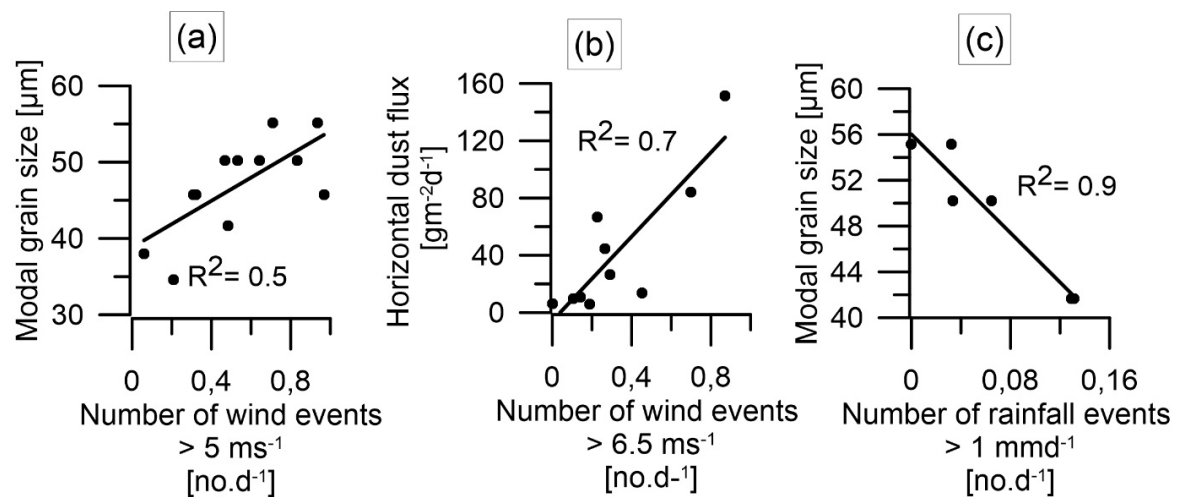 (a)
Modal grain size [µm]
60
50
40
30
R²= 0.5
0 0,4 0,8
Number of wind events
> 5 ms⁻¹
[no.d⁻¹]
(b)
Horizontal dust flux
[gm⁻²d⁻¹]
160
120
80
40
0
R²= 0.7
0 0,4 0,8
Number of wind events
> 6.5 ms⁻¹
[no.d-¹]
(c)
Modal grain size [µm]
60
56
52
48
44
40
R²= 0.9
0 0,08 0,16
Number of rainfall events
> 1 mmd⁻¹
[no.d⁻¹]